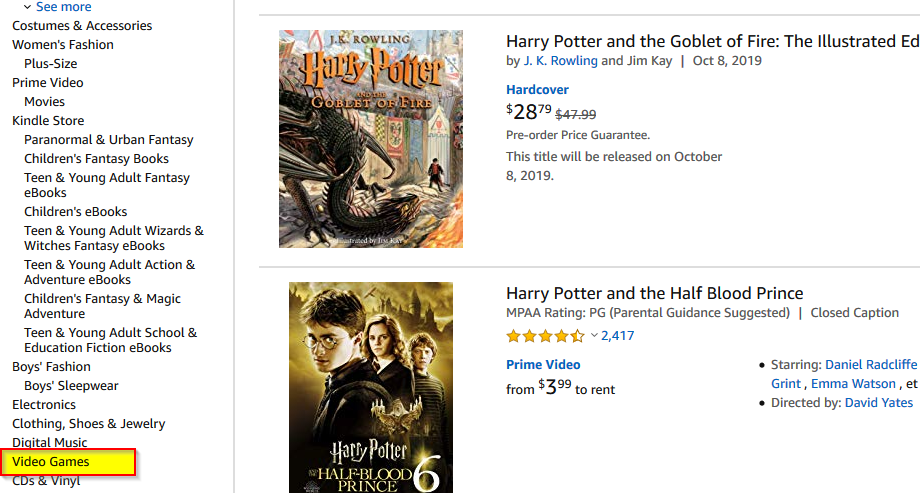 See more
Costumes & Accessories
Women's Fashion
Plus-Size
Prime Video
Movies
Kindle Store
Paranormal & Urban Fantasy
Children's Fantasy Books
Teen & Young Adult Fantasy
eBooks
Children's eBooks
Teen & Young Adult Wizards &
Witches Fantasy eBooks
Teen & Young Adult Action &
Adventure eBooks
Children's Fantasy & Magic
Adventure
Teen & Young Adult School &
Education Fiction eBooks
Boys' Fashion
Boys' Sleepwear
Electronics
Clothing, Shoes & Jewelry
Digital Music
Video Games
CDs & Vinyl
J.K. ROWLING
Harry Potter
AND THE
GOBLET OF FIRE
Illustrated by Jim Kay
Harry Potter and the Goblet of Fire: The Illustrated Ed
by J. K. Rowling and Jim Kay | Oct 8, 2019
Hardcover
$2879 $47.99
Pre-order Price Guarantee.
This title will be released on October
8, 2019.
Harry Potter
AND THE
HALF-BLOOD
PRINCE 6
Harry Potter and the Half Blood Prince
MPAA Rating: PG (Parental Guidance Suggested) | Closed Caption
2,417
Prime Video
from $399 to rent
Starring: Daniel Radcliffe
Grint , Emma Watson , et
Directed by: David Yates